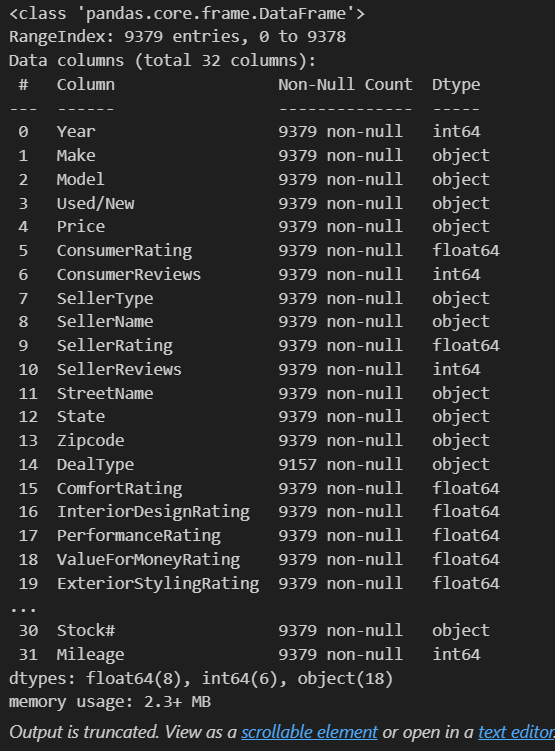 <class 'pandas.core.frame.DataFrame'>
RangeIndex: 9379 entries, 0 to 9378
Data columns (total 32 columns):
 #   Column                 Non-Null Count  Dtype
---  ------                 --------------  -----
 0   Year                   9379 non-null   int64
 1   Make                   9379 non-null   object
 2   Model                  9379 non-null   object
 3   Used/New               9379 non-null   object
 4   Price                  9379 non-null   object
 5   ConsumerRating         9379 non-null   float64
 6   ConsumerReviews        9379 non-null   int64
 7   SellerType             9379 non-null   object
 8   SellerName             9379 non-null   object
 9   SellerRating           9379 non-null   float64
 10  SellerReviews          9379 non-null   int64
 11  StreetName             9379 non-null   object
 12  State                  9379 non-null   object
 13  Zipcode                9379 non-null   object
 14  DealType               9157 non-null   object
 15  ComfortRating          9379 non-null   float64
 16  InteriorDesignRating   9379 non-null   float64
 17  PerformanceRating      9379 non-null   float64
 18  ValueForMoneyRating    9379 non-null   float64
 19  ExteriorStylingRating  9379 non-null   float64
...
 30  Stock#                 9379 non-null   object
 31  Mileage                9379 non-null   int64
dtypes: float64(8), int64(6), object(18)
memory usage: 2.3+ MB
Output is truncated. View as a scrollable element or open in a text editor.